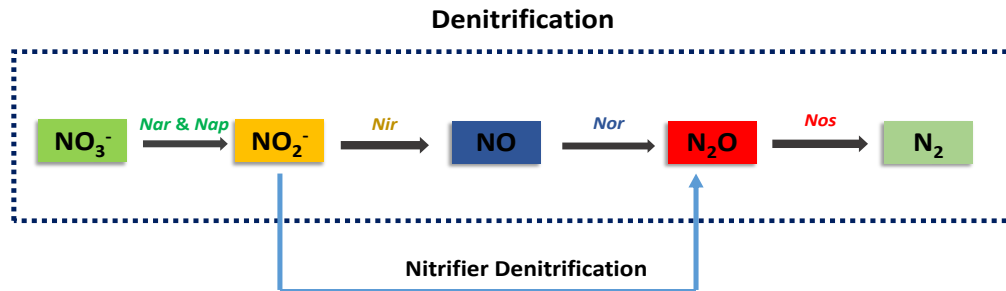 Denitrification
Nar & Nap
Nir
Nor
Nos
NO₃⁻
NO₂⁻
NO
N₂O
N₂
Nitrifier Denitrification